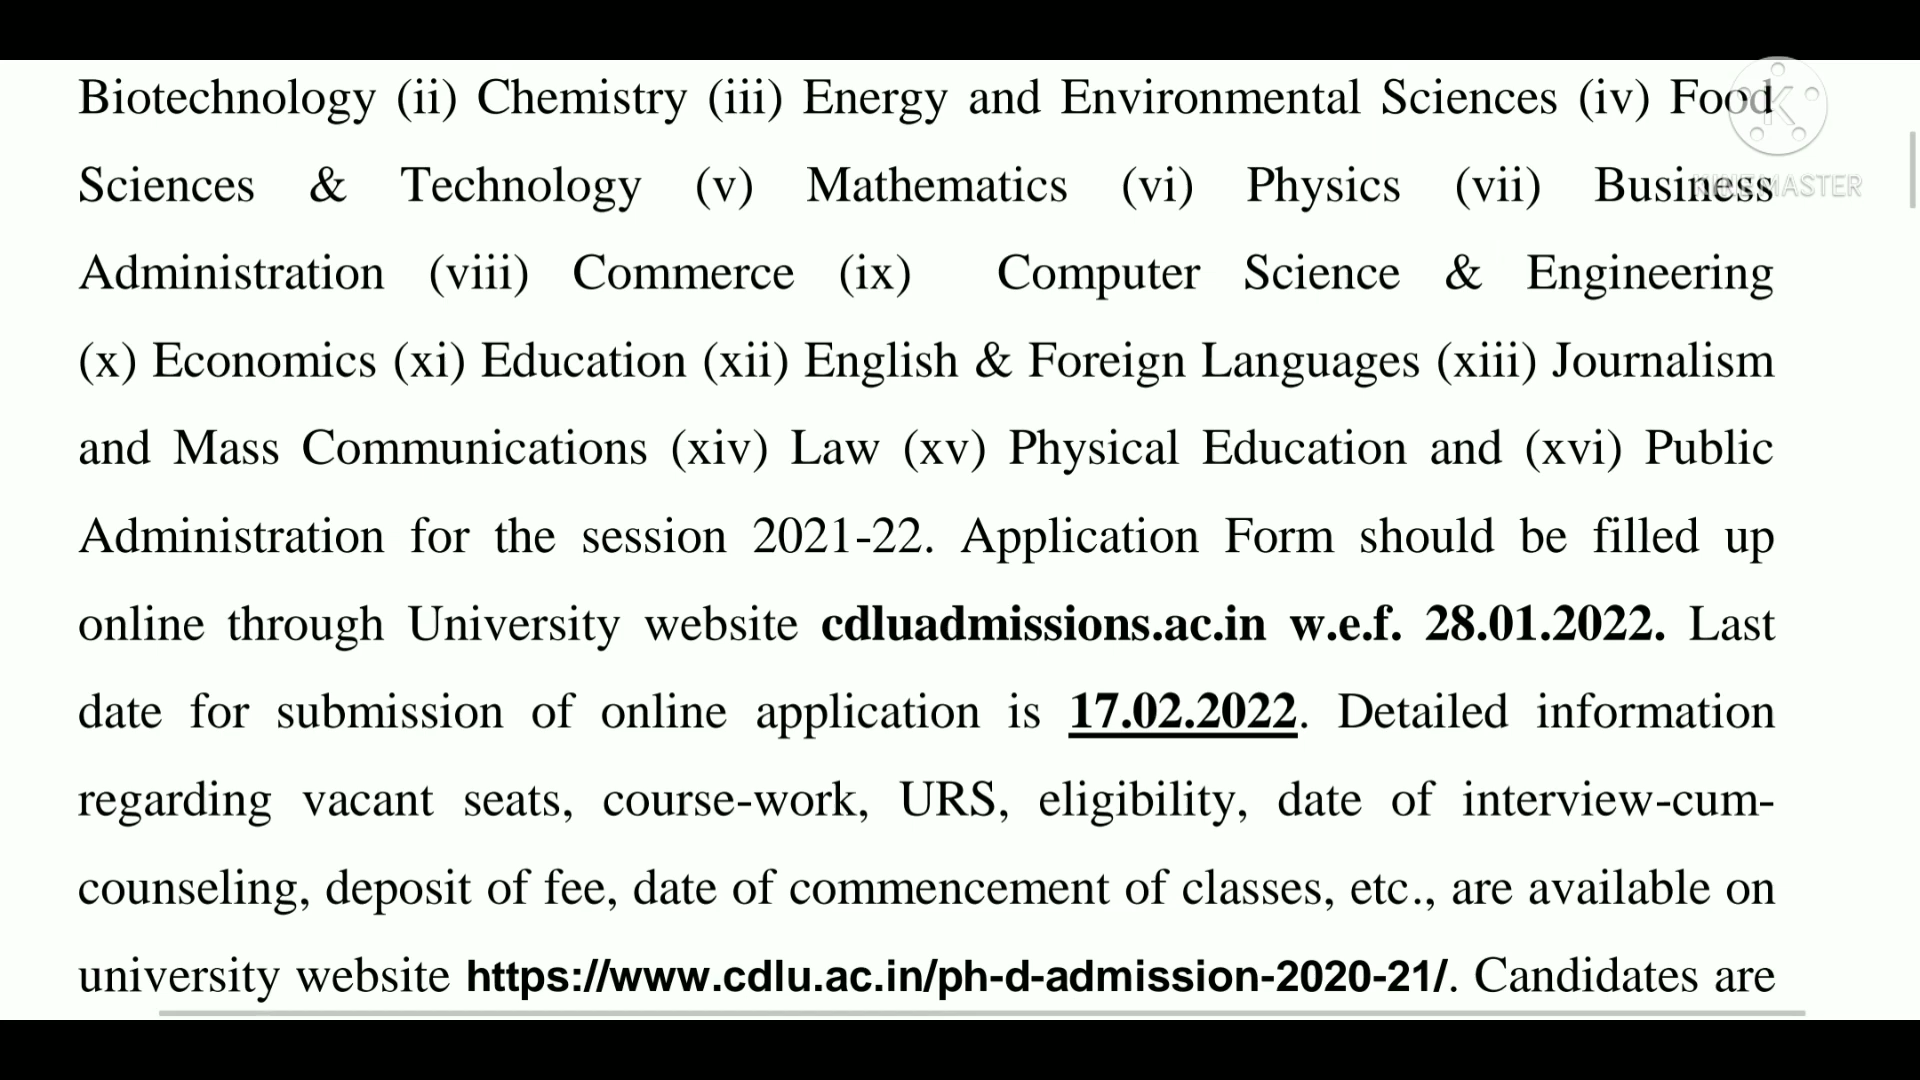 Biotechnology (ii) Chemistry (iii) Energy and Environmental Sciences (iv) Food
Sciences & Technology (v) Mathematics (vi) Physics (vii) Business
KINEMASTER
Administration (viii) Commerce (ix) Computer Science & Engineering
(x) Economics (xi) Education (xii) English & Foreign Languages (xiii) Journalism
and Mass Communications (xiv) Law (xv) Physical Education and (xvi) Public
Administration for the session 2021-22. Application Form should be filled up
online through University website cdluadmissions.ac.in w.e.f. 28.01.2022. Last
date for submission of online application is 17.02.2022. Detailed information
regarding vacant seats, course-work, URS, eligibility, date of interview-cum-
counseling, deposit of fee, date of commencement of classes, etc., are available on
university website https://www.cdlu.ac.in/ph-d-admission-2020-21/. Candidates are